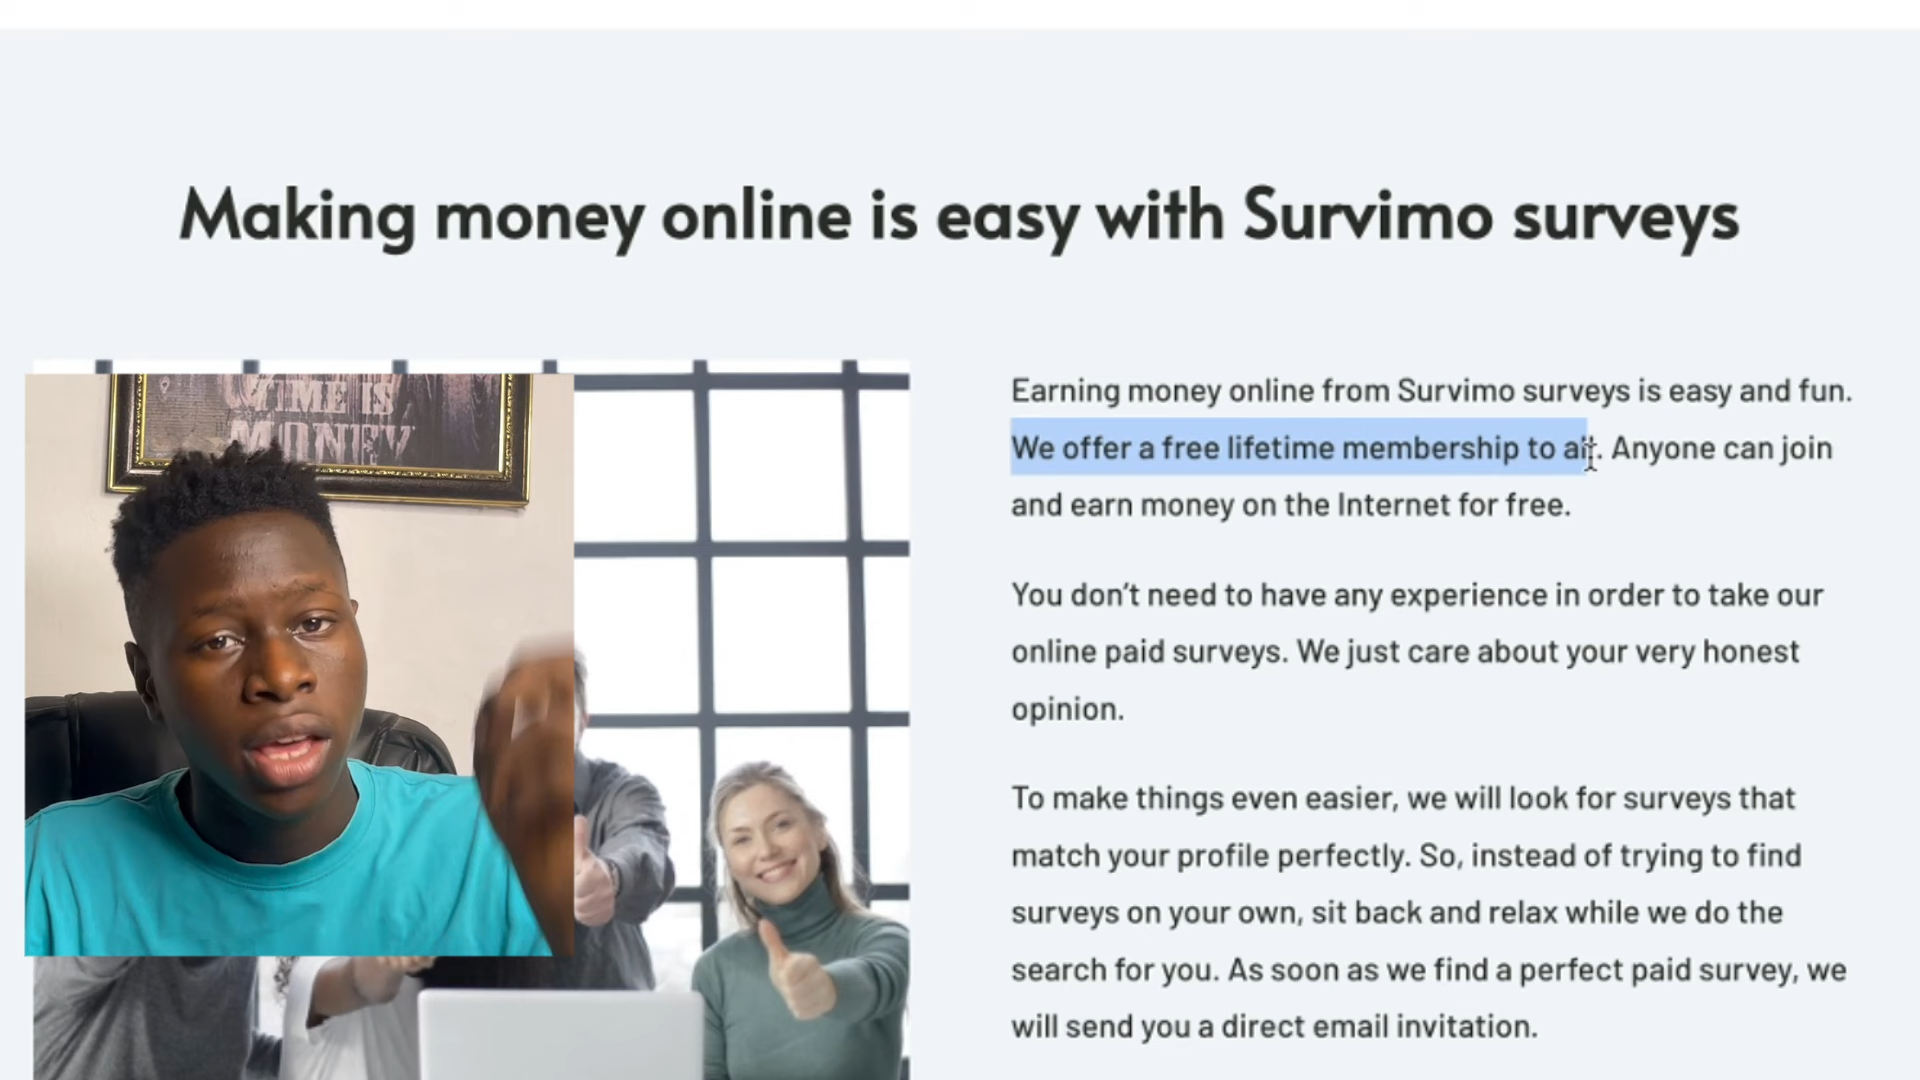 Making money online is easy with Survimo surveys
TIME IS
MONEY
Earning money online from Survimo surveys is easy and fun.
We offer a free lifetime membership to all. Anyone can join
and earn money on the Internet for free.
You don’t need to have any experience in order to take our
online paid surveys. We just care about your very honest
opinion.
To make things even easier, we will look for surveys that
match your profile perfectly. So, instead of trying to find
surveys on your own, sit back and relax while we do the
search for you. As soon as we find a perfect paid survey, we
will send you a direct email invitation.